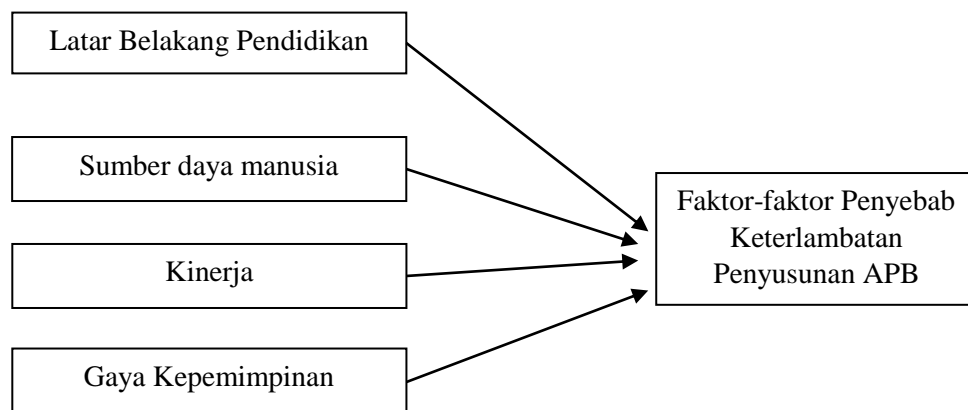 Latar Belakang Pendidikan
Sumber daya manusia
Kinerja
Gaya Kepemimpinan
Faktor-faktor Penyebab
Keterlambatan
Penyusunan APB